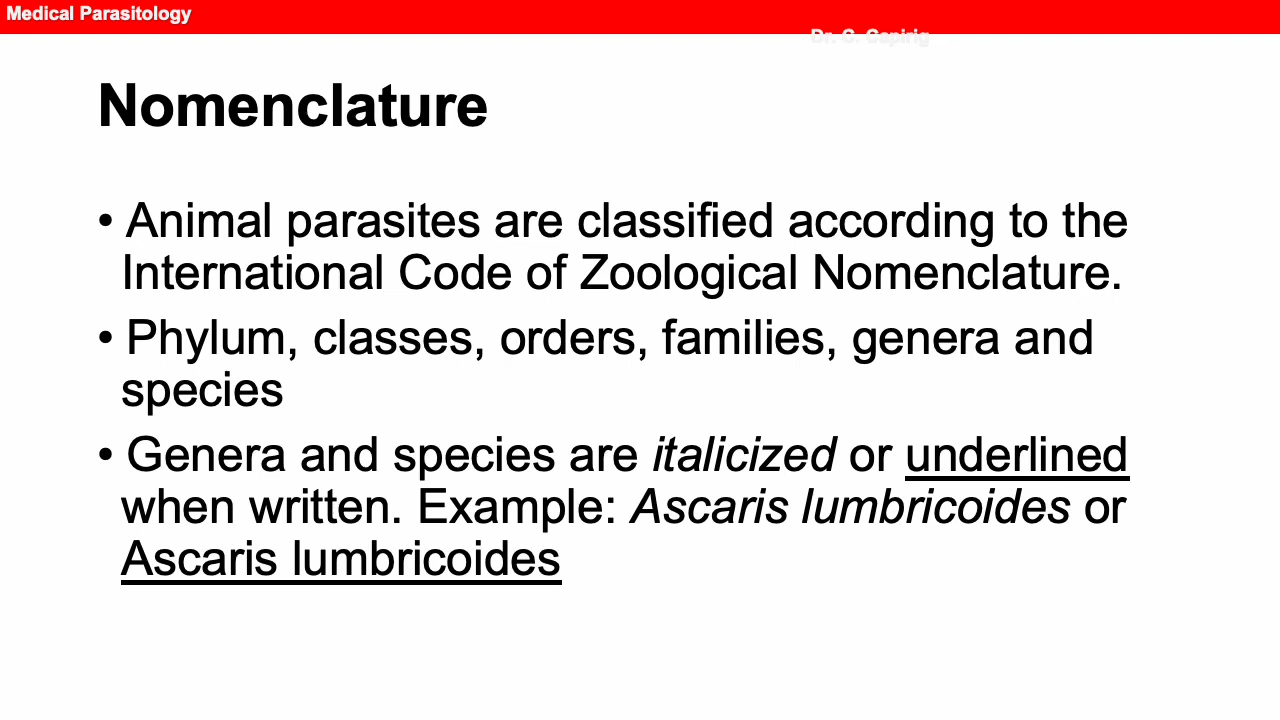 Medical Parasitology
Dr. C. Capirig
Nomenclature
• Animal parasites are classified according to the
International Code of Zoological Nomenclature.
• Phylum, classes, orders, families, genera and
species
• Genera and species are italicized or underlined
when written. Example: Ascaris lumbricoides or
Ascaris lumbricoides